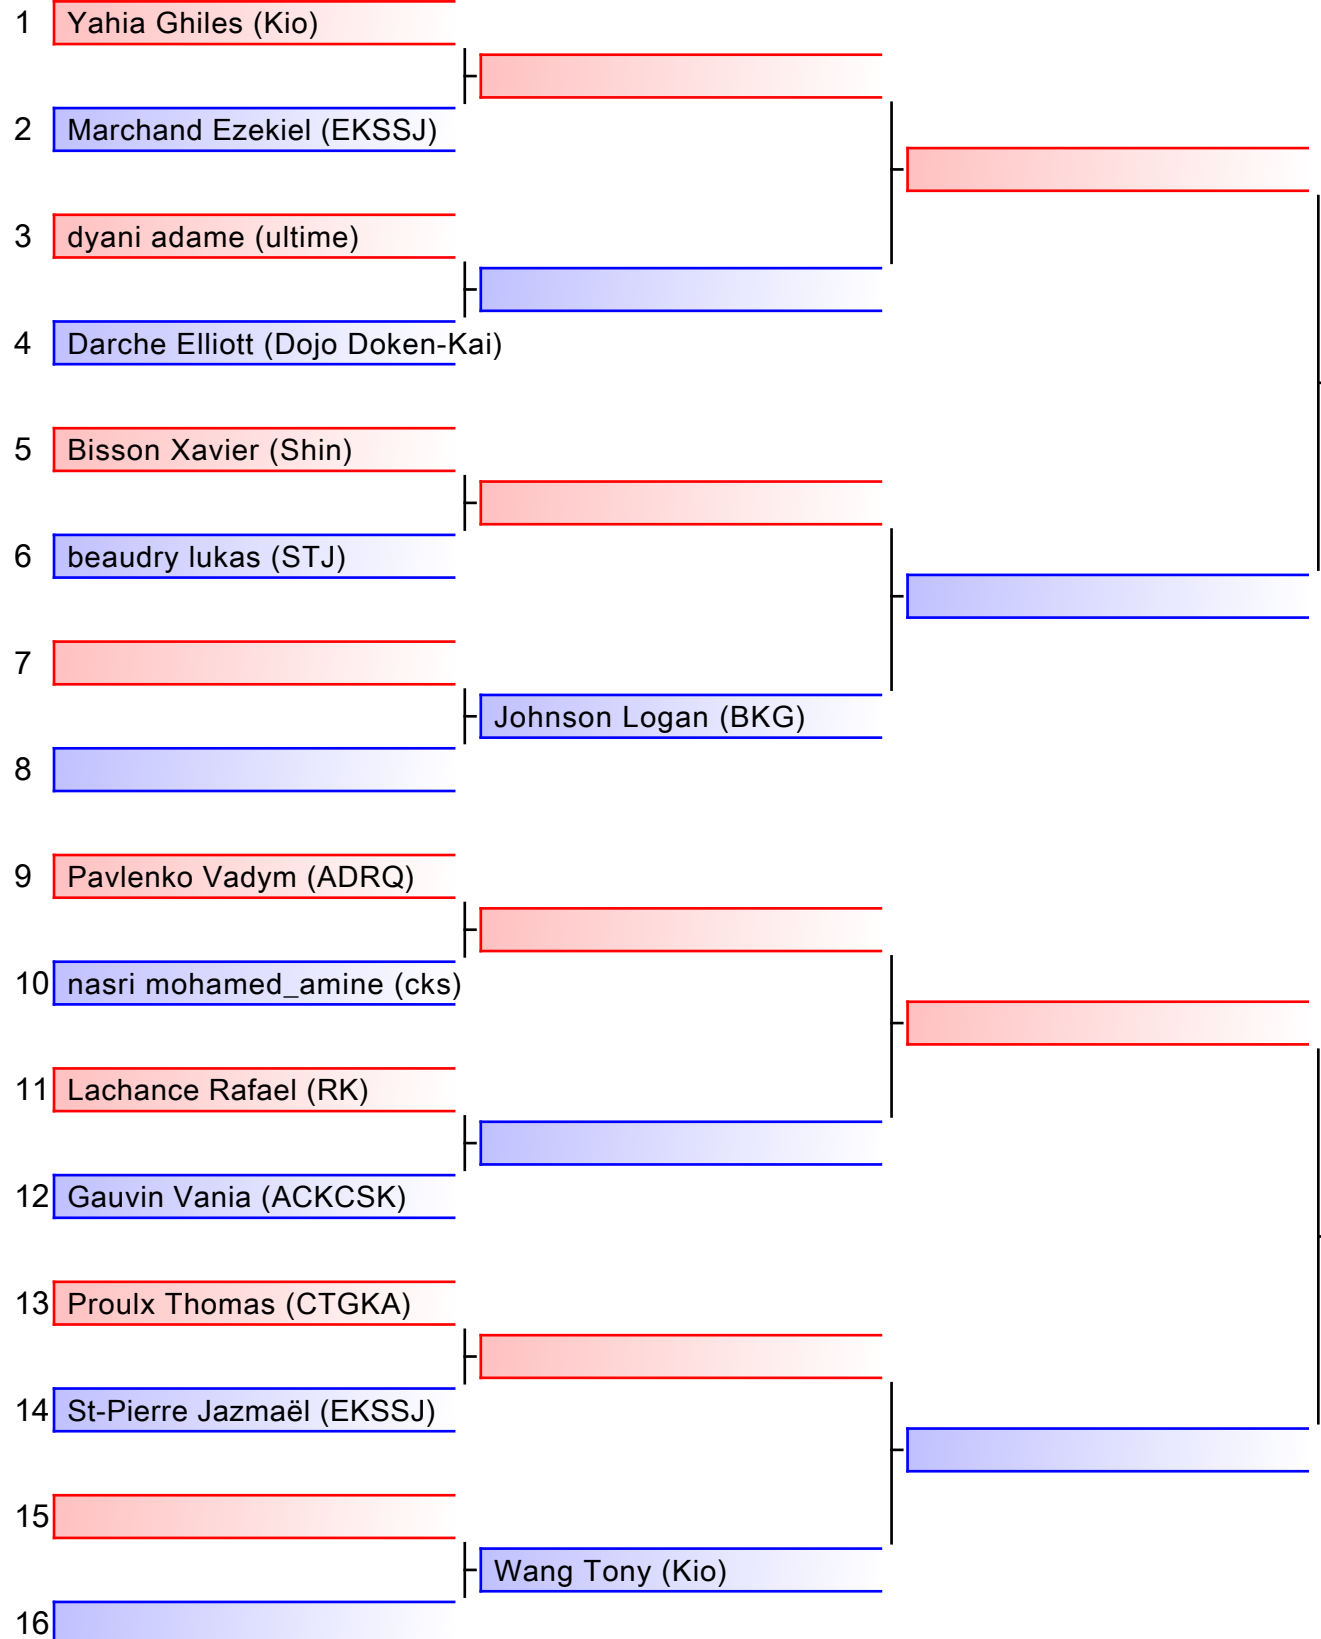 1 Yahia Ghiles (Kio)
2 Marchand Ezekiel (EKSSJ)
3 dyani adame (ultime)
4 Darche Elliott (Dojo Doken-Kai)
5 Bisson Xavier (Shin)
6 beaudry lukas (STJ)
7
Johnson Logan (BKG)
8
9 Pavlenko Vadym (ADRQ)
10 nasri mohamed_amine (cks)
11 Lachance Rafael (RK)
12 Gauvin Vania (ACKCSK)
13 Proulx Thomas (CTGKA)
14 St-Pierre Jazmaël (EKSSJ)
15
Wang Tony (Kio)
16